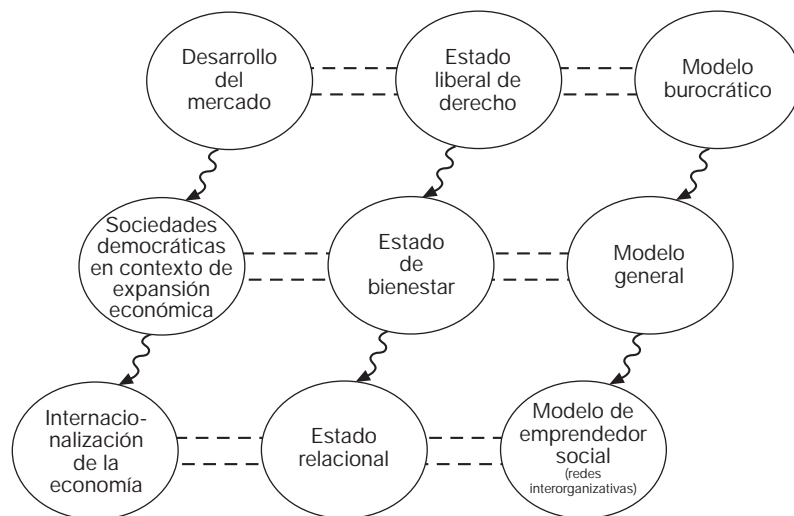 Desarrollo
del
mercado
Estado
liberal de
derecho
Modelo
burocrático
Sociedades
democráticas
en contexto de
expansión
económica
Estado
de
bienestar
Modelo
general
Internacio-
nalización
de la
economía
Estado
relacional
Modelo de
emprendedor
social
(redes
interorganizativas)